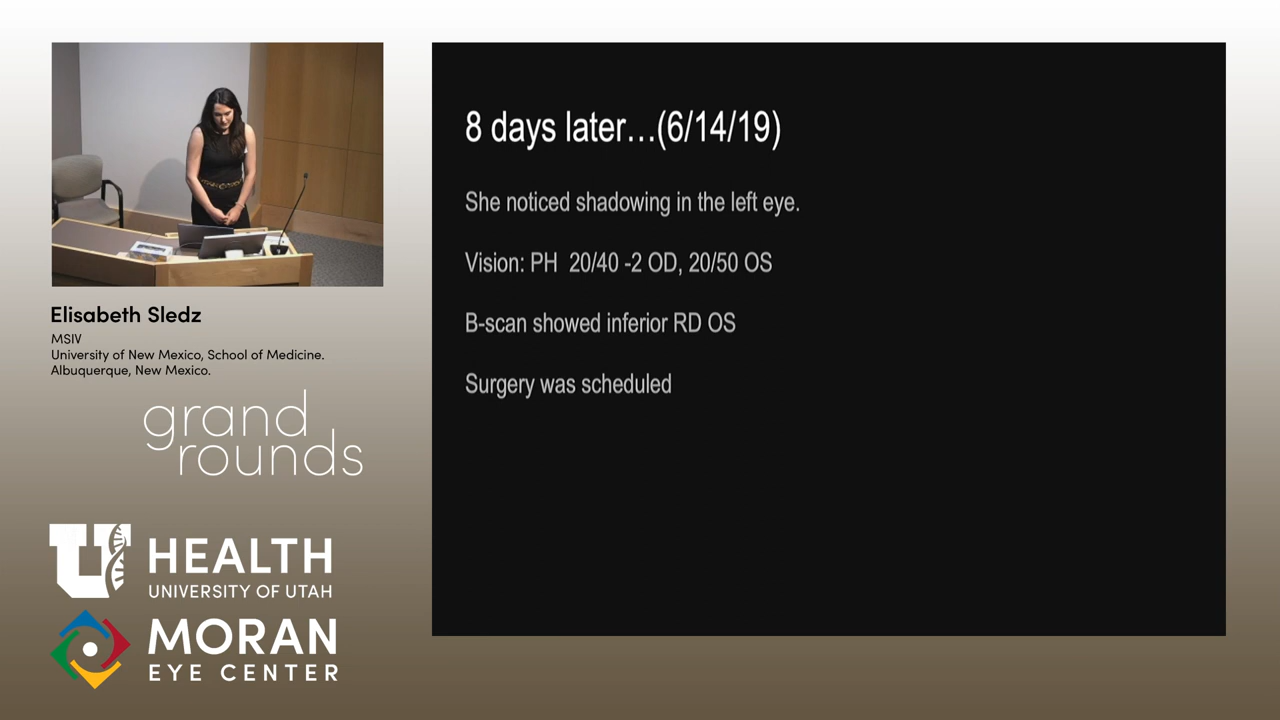 8 days later…(6/14/19)
She noticed shadowing in the left eye.
Vision: PH  20/40 -2 OD, 20/50 OS
B-scan showed inferior RD OS
Surgery was scheduled
Elisabeth Sledz
MSIV
University of New Mexico, School of Medicine.
Albuquerque, New Mexico.
grand
rounds
U HEALTH
UNIVERSITY OF UTAH
MORAN
EYE CENTER